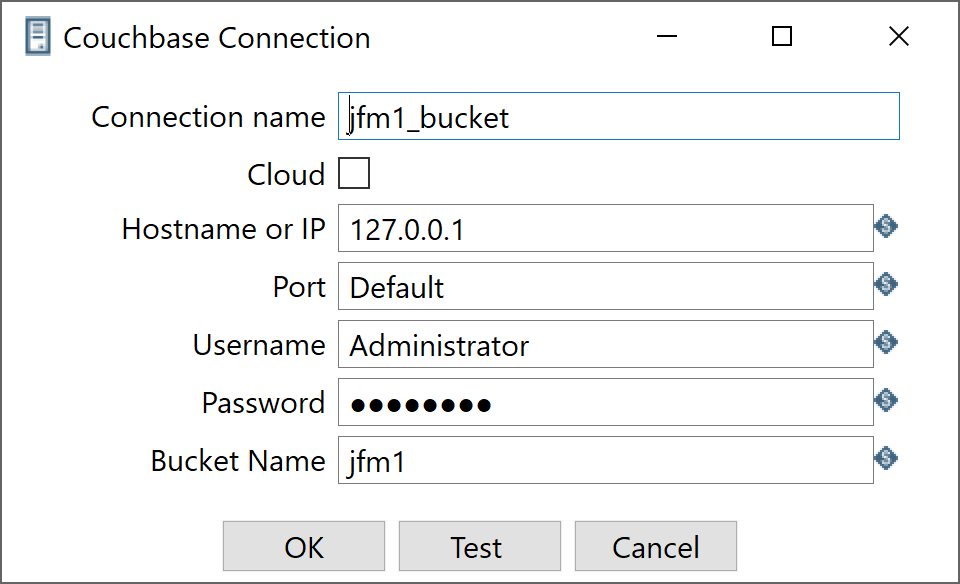 Couchbase Connection
Connection name jfm1_bucket
Cloud
Hostname or IP 127.0.0.1
Port Default
Username Administrator
Password ●●●●●●●●
Bucket Name jfm1
OK Test Cancel